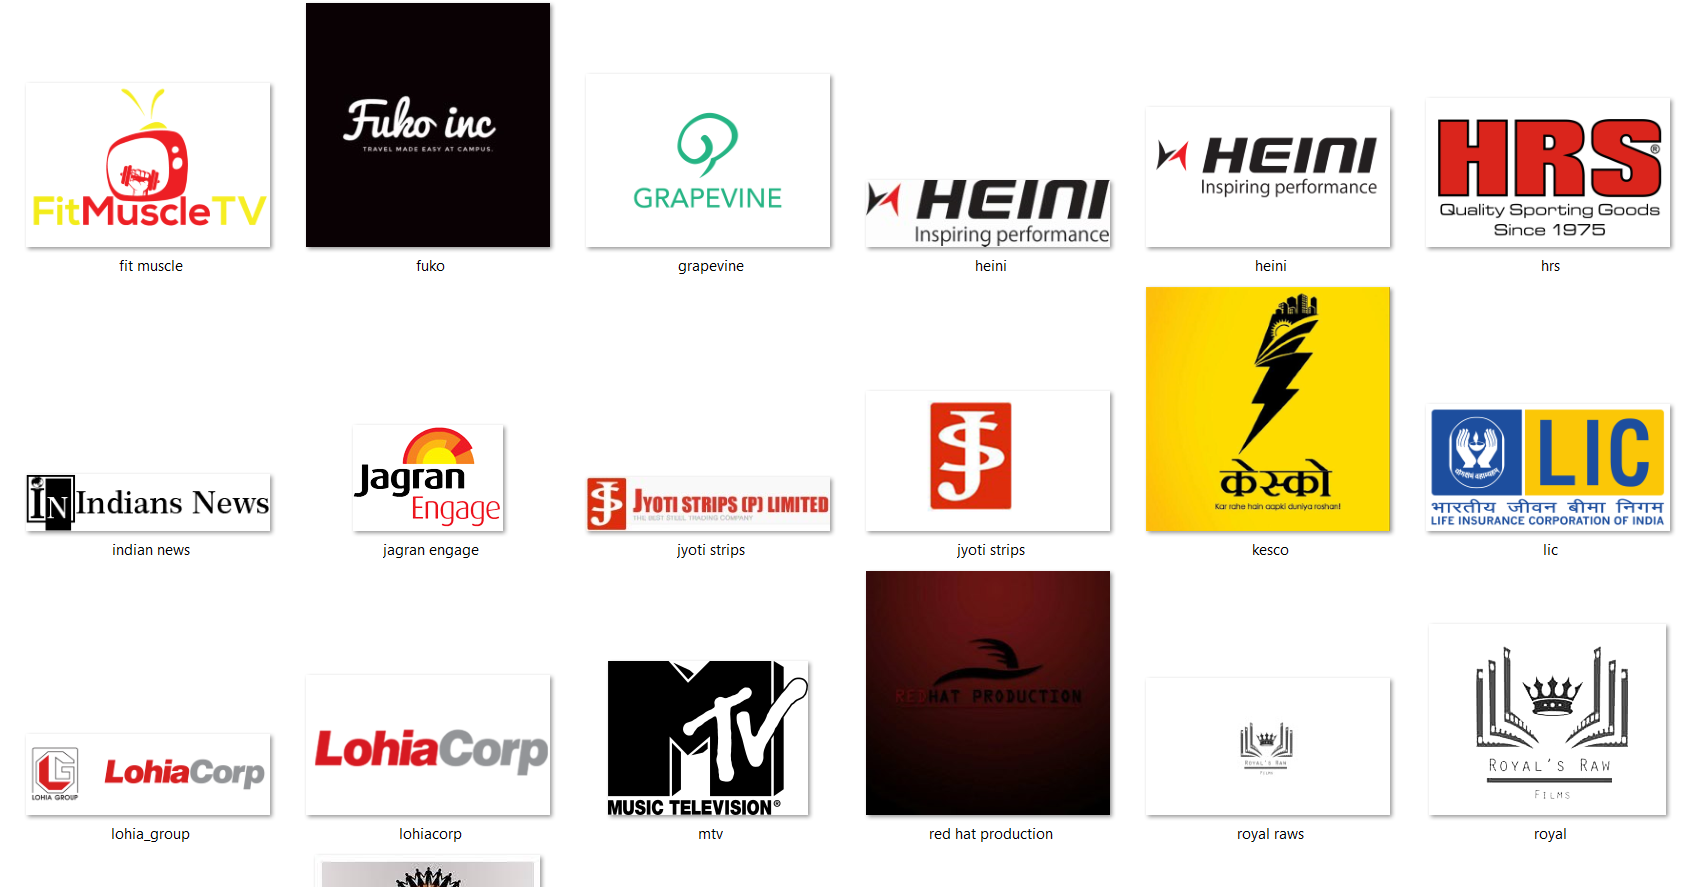 FitMuscleTV
Fuko inc
TRAVEL MADE EASY AT CAMPUS.
GRAPEVINE
HEINI
Inspiring performance
HEINI
Inspiring performance
HRS®
Quality Sporting Goods
Since 1975
fit muscle
fuko
grapevine
heini
heini
hrs
IN Indians News
Jagran
Engage
JS JYOTI STRIPS (P) LIMITED
THE BEST STEEL TRADING COMPANY
JS
केस्को
Kar rahe hain aapki duniya roshan!
LIC
भारतीय जीवन बीमा निगम
LIFE INSURANCE CORPORATION OF INDIA
indian news
jagran engage
jyoti strips
jyoti strips
kesco
lic
LG
LOHIA GROUP
LohiaCorp
LohiaCorp
MTV
MUSIC TELEVISION®
REDHAT PRODUCTION
ROYAL'S RAW
FILMS
ROYAL'S RAW
FILMS
lohia_group
lohiacorp
mtv
red hat production
royal raws
royal